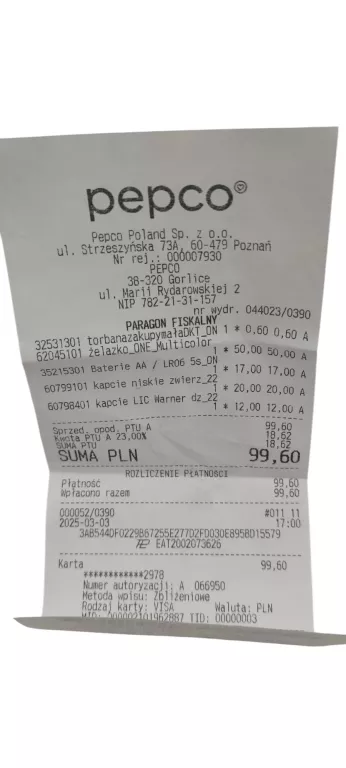 pepco®
Pepco Poland Sp. z o.o.
ul. Strzeszyńska 73A, 60-479 Poznań
Nr rej.: 000007930
PEPCO
38-320 Gorlice
ul. Marii Rydarowskiej 2
NIP 782-21-31-157
nr wydr. 044023/0390
PARAGON FISKALNY
32531301 torbanazakupymałaDKT_ON 1 * 0.60 0,60 A
62045101 żelazko_ONE_Multicolor 1 * 50,00 50,00 A
35215301 Baterie AA / LR06 5s_ON 1 * 17,00 17,00 A
60799101 kapcie niskie zwierz_22 1 * 20,00 20,00 A
60798401 kapcie LIC Warner dz_22 1 * 12,00 12,00 A
Sprzed. opod. PTU A 99,60
Kwota PTU A 23,00% 18,62
SUMA PTU 18,62
SUMA PLN 99,60
ROZLICZENIE PŁATNOŚCI
Płatność 99,60
Wpłacono razem 99,60
000052/0390 #011 11
2025-03-03 17:00
3AB544DF0229B67255E277D2FD03DE895BD15579
EAT2002073626
Karta 99,60
************2978
Numer autoryzacji: A 066950
Metoda wpisu: Zbliżeniowe
Rodzaj karty: VISA Waluta: PLN
MID: 000002101962887 TID: 00000003